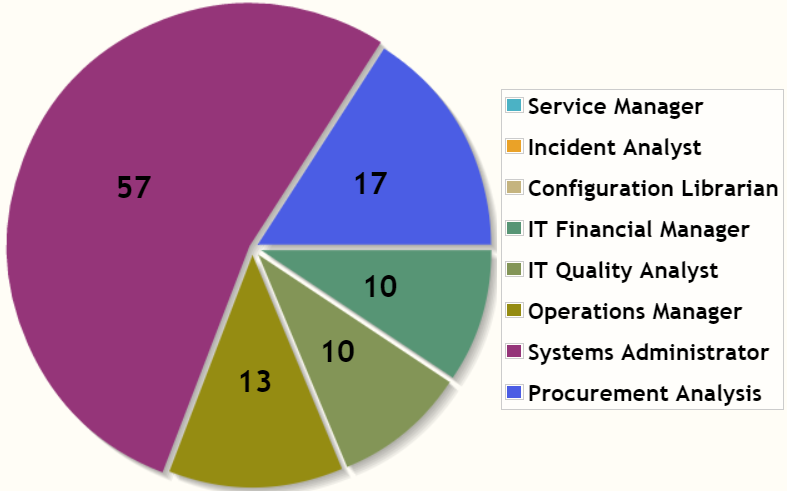 57
17
10
10
13
Service Manager
Incident Analyst
Configuration Librarian
IT Financial Manager
IT Quality Analyst
Operations Manager
Systems Administrator
Procurement Analysis